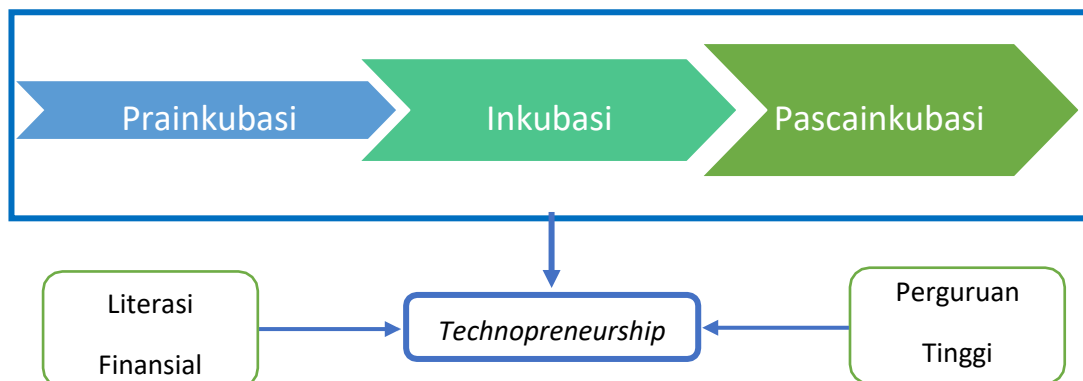 Prainkubasi
Inkubasi
Pascainkubasi
Literasi
Finansial
Technopreneurship
Perguruan
Tinggi